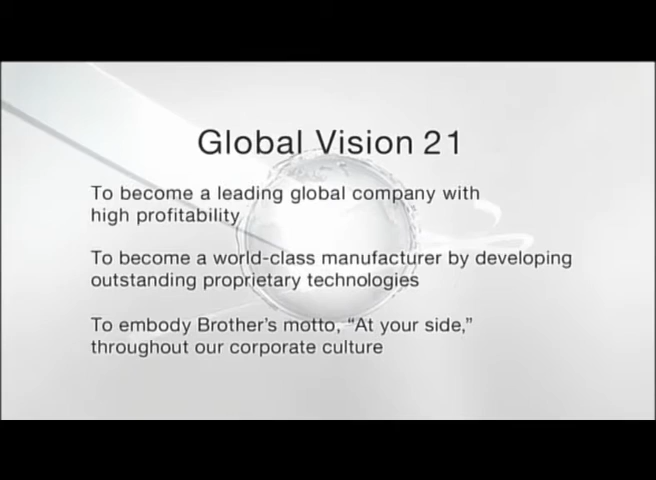 Global Vision 21
To become a leading global company with
high profitability
To become a world-class manufacturer by developing
outstanding proprietary technologies
To embody Brother's motto, “At your side,”
throughout our corporate culture